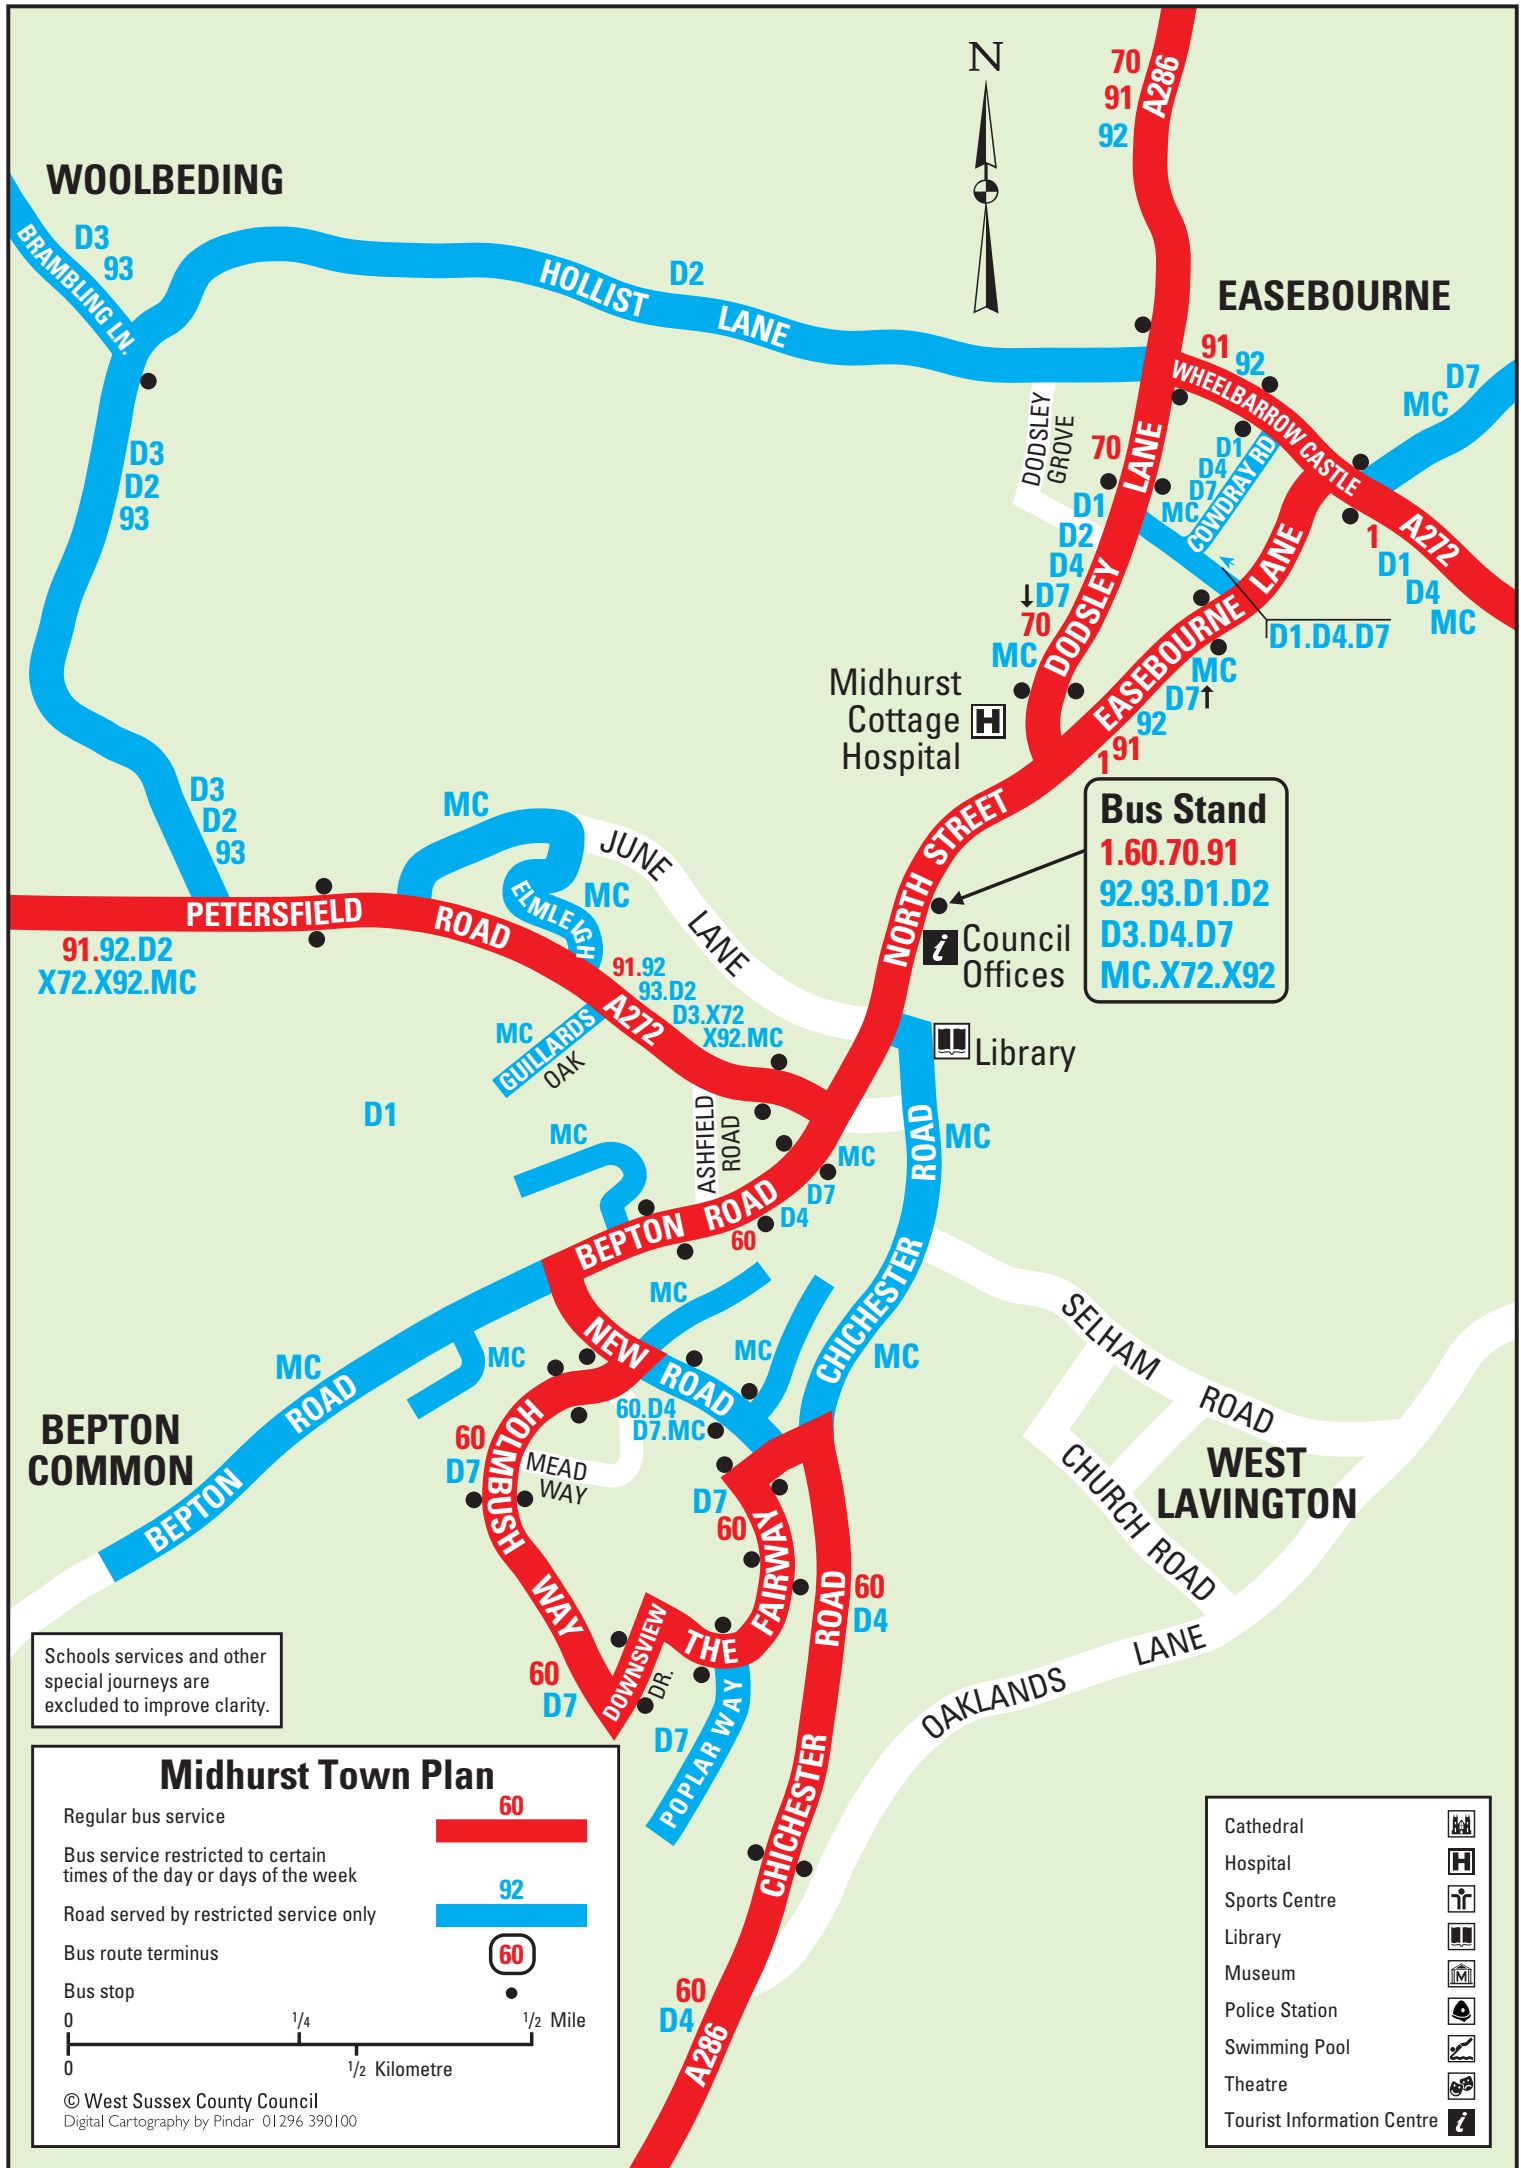 N
70
91
92
A286
WOOLBEDING
D3
93
BRAMBLING LN.
HOLLIST LANE
D2
EASEBOURNE
91
92
WHEELBARROW CASTLE
D7
MC
DODSLEY
GROVE
70
DODSLEY LANE
D1
D4
D7
MC
COWDRAY RD
D3
D2
93
D1
D2
D4
↓D7
70
MC
EASEBOURNE LANE
1
A272
D1
D4
MC
D1.D4.D7
MC
D7↑
92
91
1
Midhurst
Cottage
Hospital
H
Bus Stand
1.60.70.91
92.93.D1.D2
D3.D4.D7
MC.X72.X92
NORTH STREET
i
Council
Offices
Library
D3
D2
93
MC
JUNE LANE
ELMLEIGH
MC
PETERSFIELD ROAD
91.92.D2
X72.X92.MC
91.92
93.D2
D3.X72
X92.MC
A272
MC
GUILLARDS
OAK
D1
MC
ASHFIELD
ROAD
MC
D7
D4
60
BEPTON ROAD
CHICHESTER ROAD
MC
MC
SELHAM ROAD
CHURCH ROAD
WEST
LAVINGTON
OAKLANDS LANE
MC
MC
NEW ROAD
60.D4
D7.MC
MC
MC
BEPTON ROAD
BEPTON
COMMON
60
D7
HOLMBUSH WAY
MEAD
WAY
D7
60
THE FAIRWAY
60
D7
DOWNSVIEW
DR.
D7
POPLAR WAY
60
D4
CHICHESTER ROAD
60
D4
A286
Schools services and other
special journeys are
excluded to improve clarity.
Midhurst Town Plan
Regular bus service
60
Bus service restricted to certain
times of the day or days of the week
92
Road served by restricted service only
Bus route terminus
60
Bus stop
0 1/4 1/2 Mile
0 1/2 Kilometre
© West Sussex County Council
Digital Cartography by Pindar 01296 390100
Cathedral
Hospital H
Sports Centre
Library
Museum M
Police Station
Swimming Pool
Theatre
Tourist Information Centre i